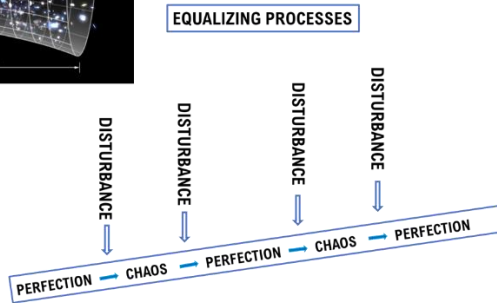 EQUALIZING PROCESSES
DISTURBANCE
DISTURBANCE
DISTURBANCE
DISTURBANCE
PERFECTION CHAOS PERFECTION CHAOS PERFECTION